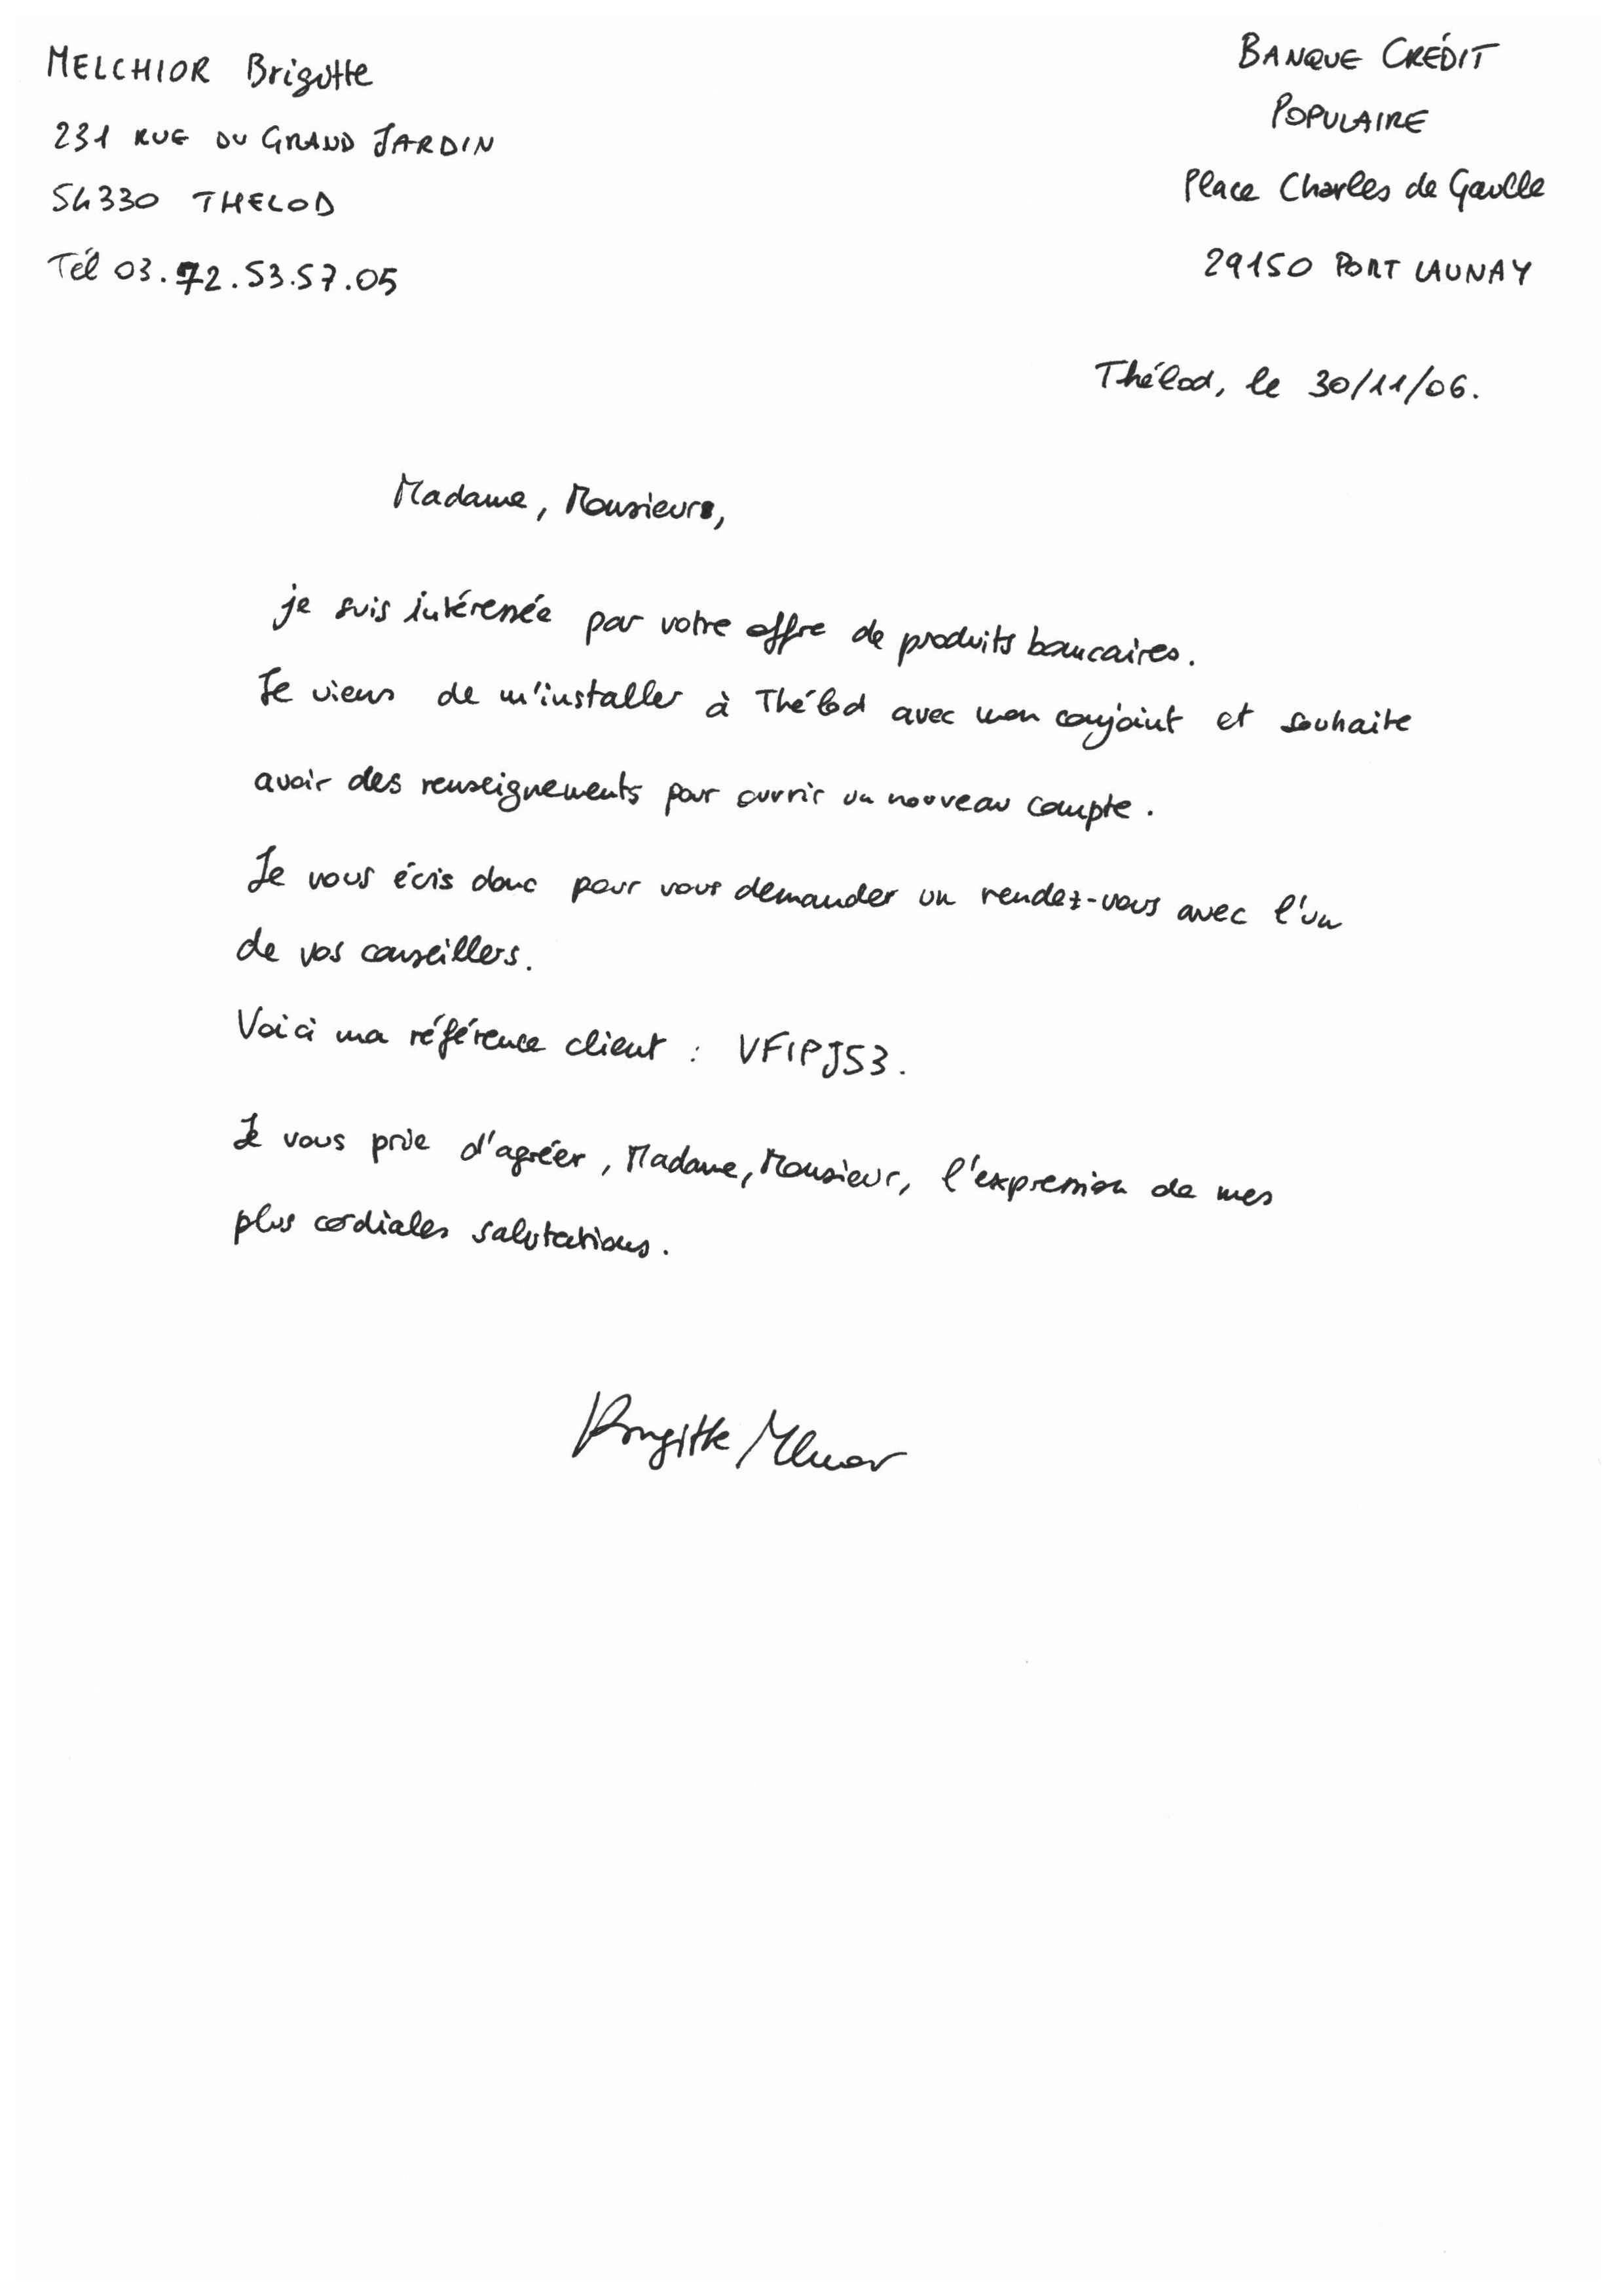 MELCHIOR Brigitte
231 RUE DU GRAND JARDIN
54330 THELOD
Tél 03.72.53.57.05
BANQUE CRÉDIT
POPULAIRE
Place Charles de Gaulle
29150 PORT LAUNAY
Thélod, le 30/11/06.
Madame, Monsieur,
je suis intéressée par votre offre de produits bancaires.
Je viens de m'installer à Thélod avec mon conjoint et souhaite
avoir des renseignements pour ouvrir un nouveau compte.
Je vous écis donc pour vous demander un rendez-vous avec l'un
de vos conseillers.
Voici ma référence client : VFIPJ53.
Je vous prie d'agréer, Madame, Monsieur, l'expression de mes
plus cordiales salutations.
Brigitte Melchior